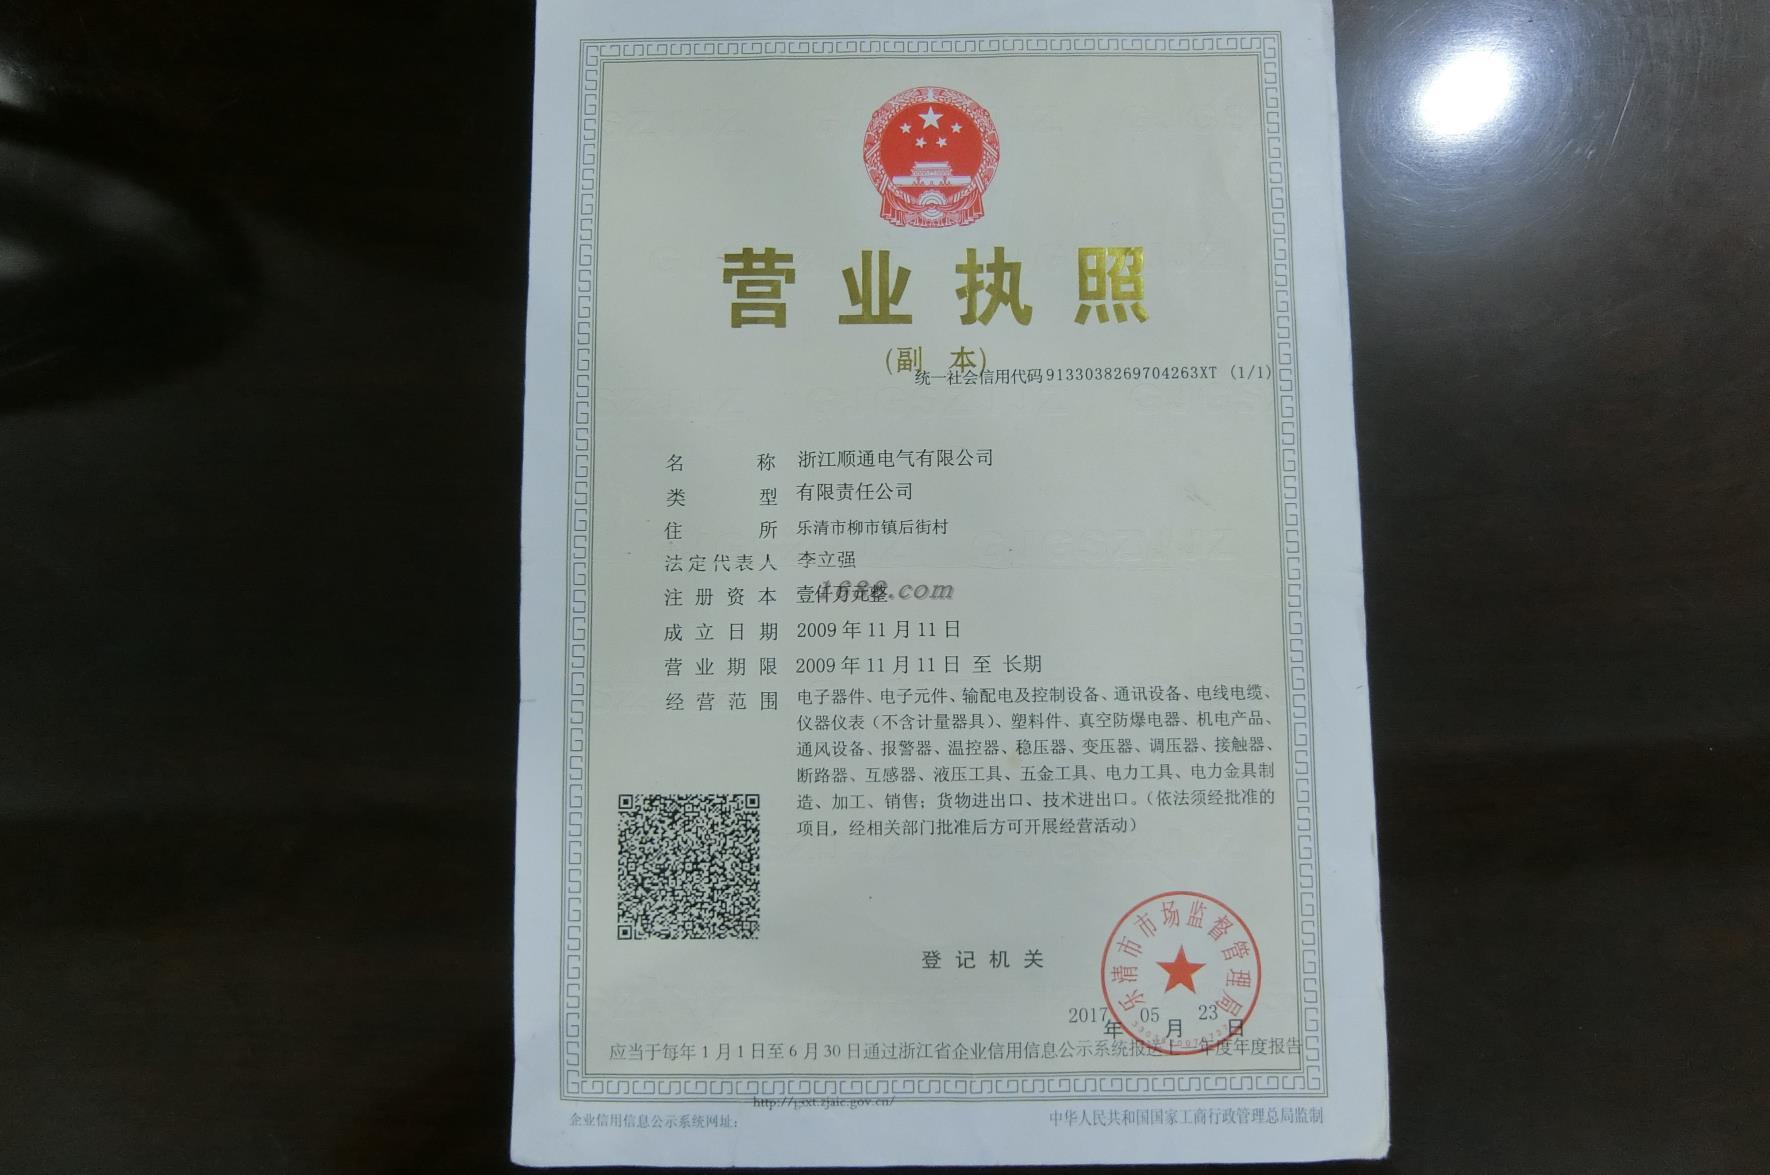 营业执照
（副 本）
统一社会信用代码 9133038269704263XT （1/1）
名 称 浙江顺通电气有限公司
类 型 有限责任公司
住 所 乐清市柳市镇后街村
法定代表人 李立强
注册资本 壹仟万元整
1688.com
成立日期 2009年11月11日
营业期限 2009年11月11日 至 长期
经营范围 电子器件、电子元件、输配电及控制设备、通讯设备、电线电缆、
仪器仪表（不含计量器具）、塑料件、真空防爆电器、机电产品、
通风设备、报警器、温控器、稳压器、变压器、调压器、接触器、
断路器、互感器、液压工具、五金工具、电力工具、电力金具制
造、加工、销售；货物进出口、技术进出口。（依法须经批准的
项目，经相关部门批准后方可开展经营活动）
乐清市市场监督管理局
登记机关
2017年 05月 23日
应当于每年1月1日至6月30日通过浙江省企业信用信息公示系统报送上一年度年度报告
http://gsxt.zjaic.gov.cn/
企业信用信息公示系统网址：
中华人民共和国国家工商行政管理总局监制